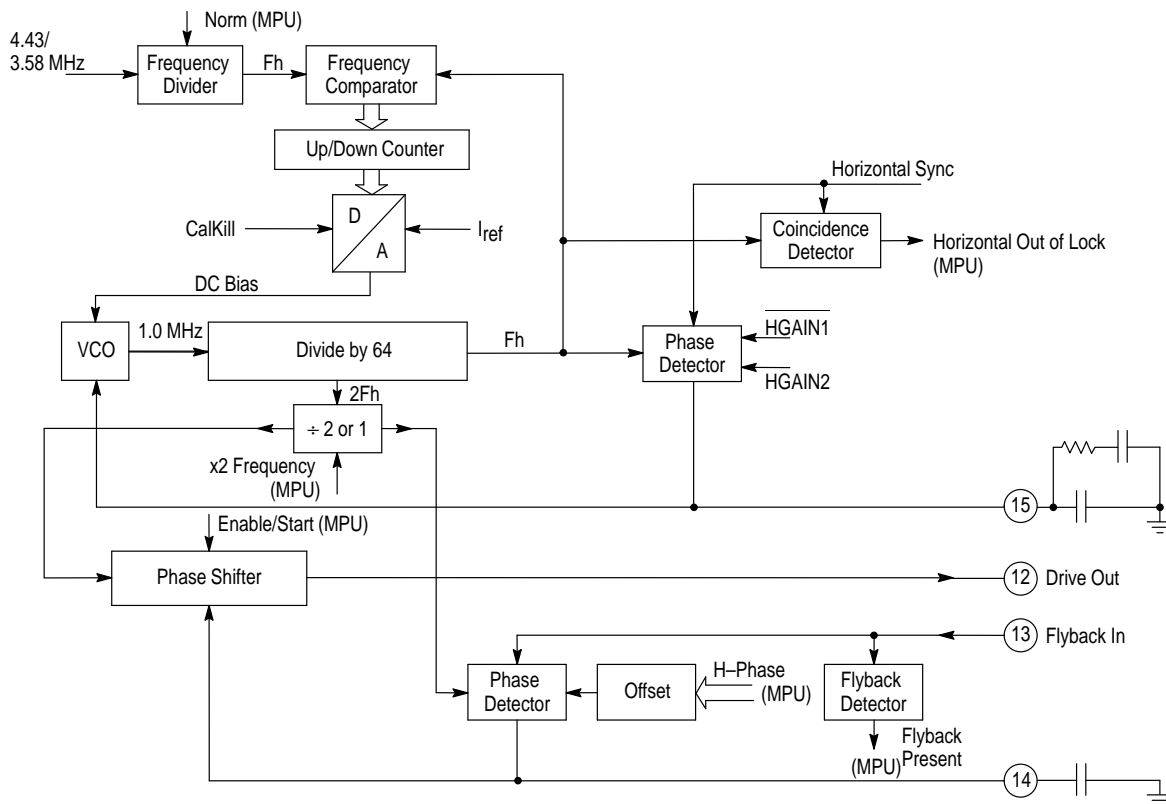 Norm (MPU)
4.43/
3.58 MHz
Frequency
Divider
Fh
Frequency
Comparator
Up/Down Counter
Horizontal Sync
CalKill
D
A
Iref
Coincidence
Detector
Horizontal Out of Lock
(MPU)
DC Bias
VCO
1.0 MHz
Divide by 64
Fh
Phase
Detector
HGAIN1
HGAIN2
2Fh
÷ 2 or 1
x2 Frequency
(MPU)
15
Enable/Start (MPU)
Phase Shifter
12
Drive Out
13
Flyback In
Phase
Detector
Offset
H–Phase
(MPU)
Flyback
Detector
Flyback
Present
(MPU)
14